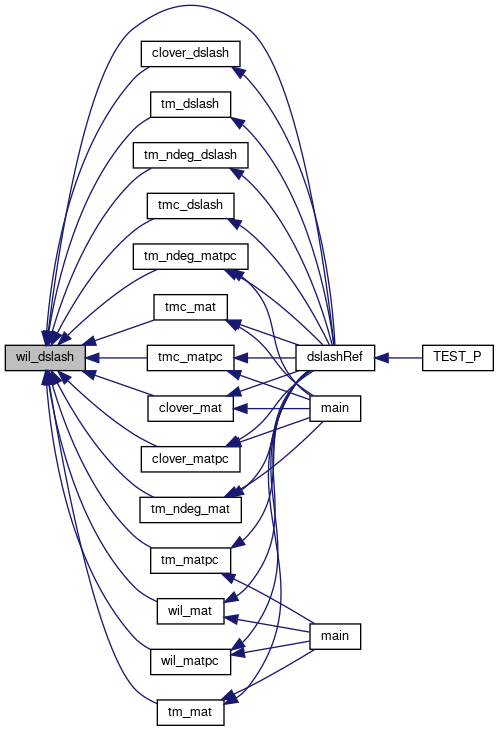 clover_dslash
tm_dslash
tm_ndeg_dslash
tmc_dslash
tm_ndeg_matpc
tmc_mat
wil_dslash
tmc_matpc
dslashRef
TEST_P
clover_mat
main
clover_matpc
tm_ndeg_mat
tm_matpc
wil_mat
main
wil_matpc
tm_mat